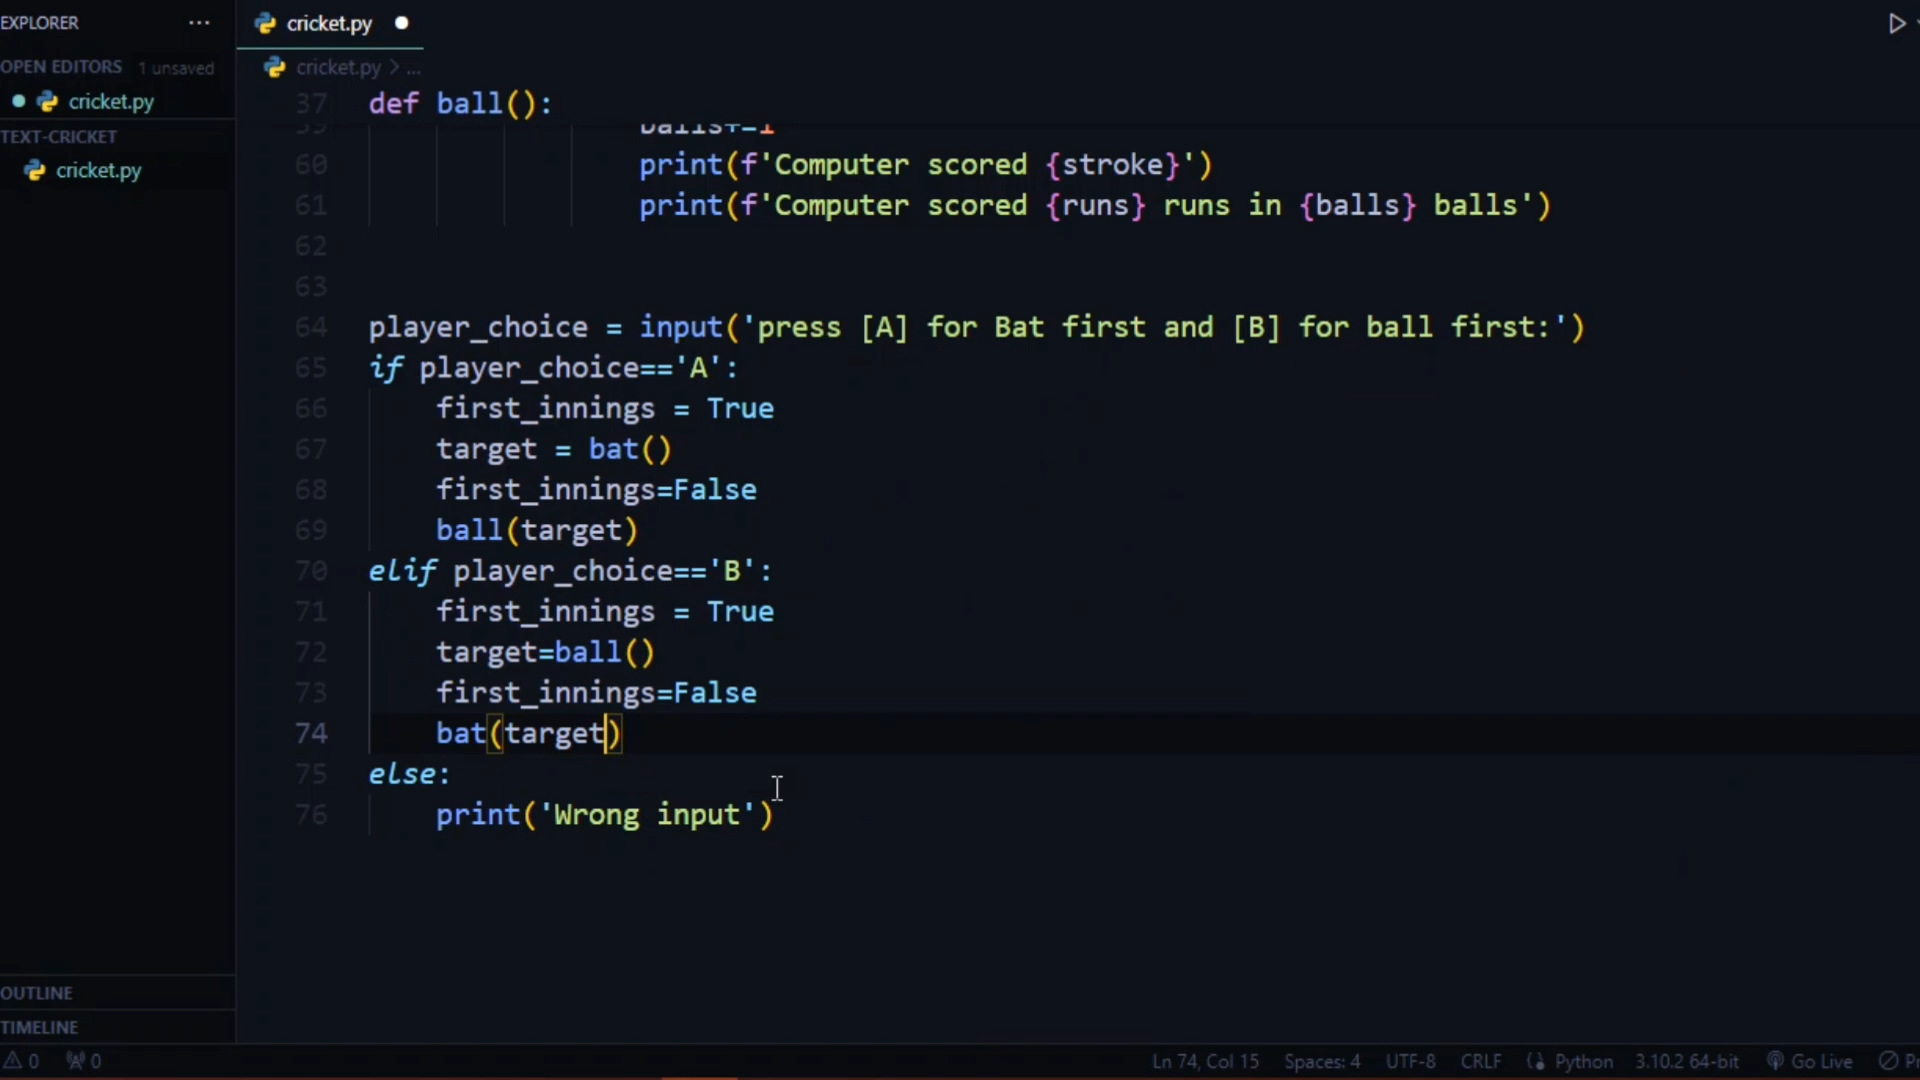 EXPLORER ...
cricket.py
OPEN EDITORS 1 unsaved
cricket.py > ...
cricket.py
TEXT-CRICKET
cricket.py
37 def ball():
59 balls+=1
60 print(f'Computer scored {stroke}')
61 print(f'Computer scored {runs} runs in {balls} balls')
62
63
64 player_choice = input('press [A] for Bat first and [B] for ball first:')
65 if player_choice=='A':
66 first_innings = True
67 target = bat()
68 first_innings=False
69 ball(target)
70 elif player_choice=='B':
71 first_innings = True
72 target=ball()
73 first_innings=False
74 bat(target)
75 else:
76 print('Wrong input')
OUTLINE
TIMELINE
0 0 Ln 74, Col 15 Spaces: 4 UTF-8 CRLF Python 3.10.2 64-bit Go Live